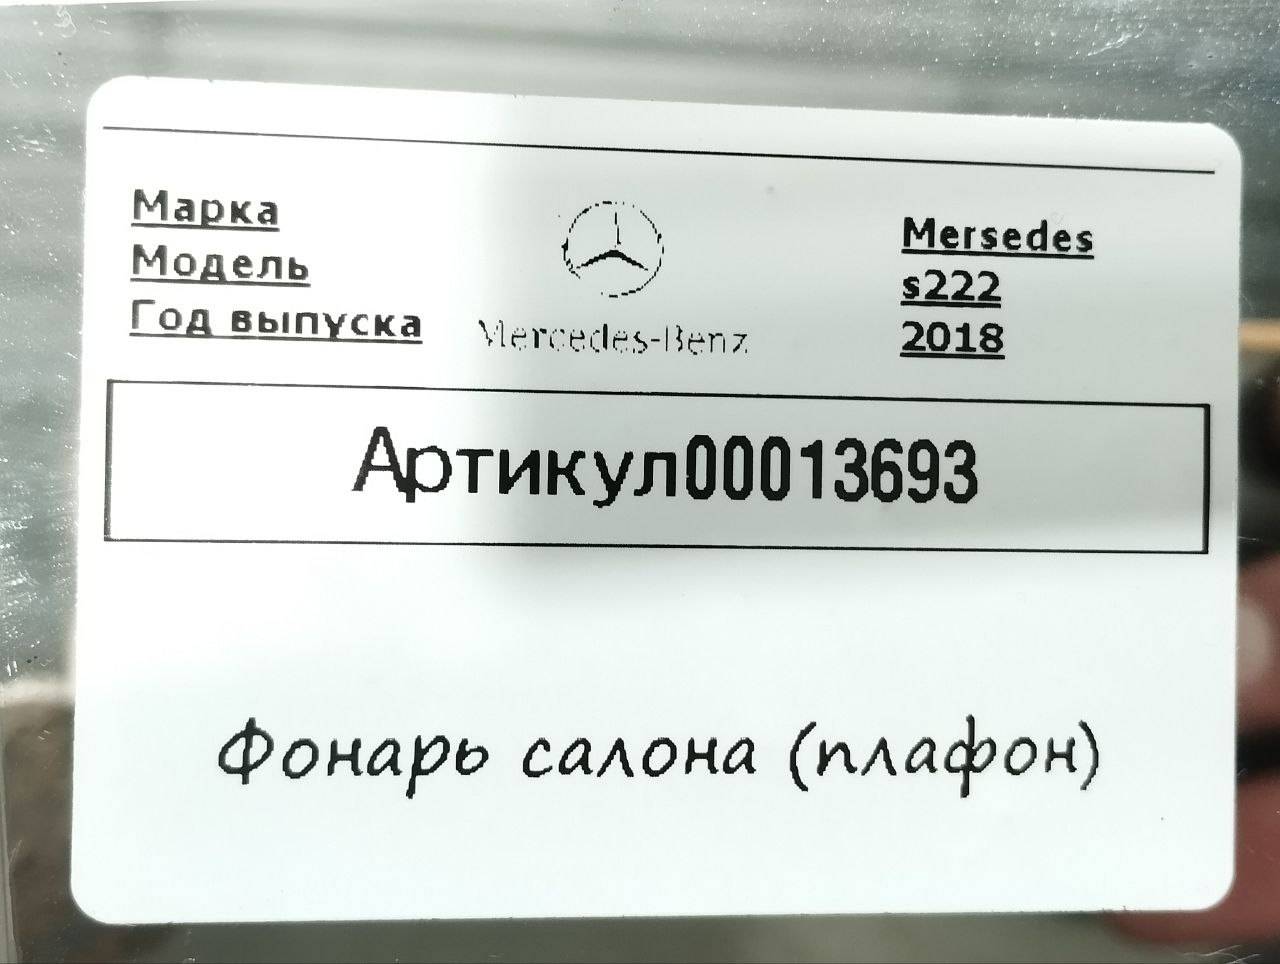 Марка
Модель
Год выпуска
Mercedes-Benz
Mersedes
s222
2018
Артикул00013693
Фонарь салона (плафон)